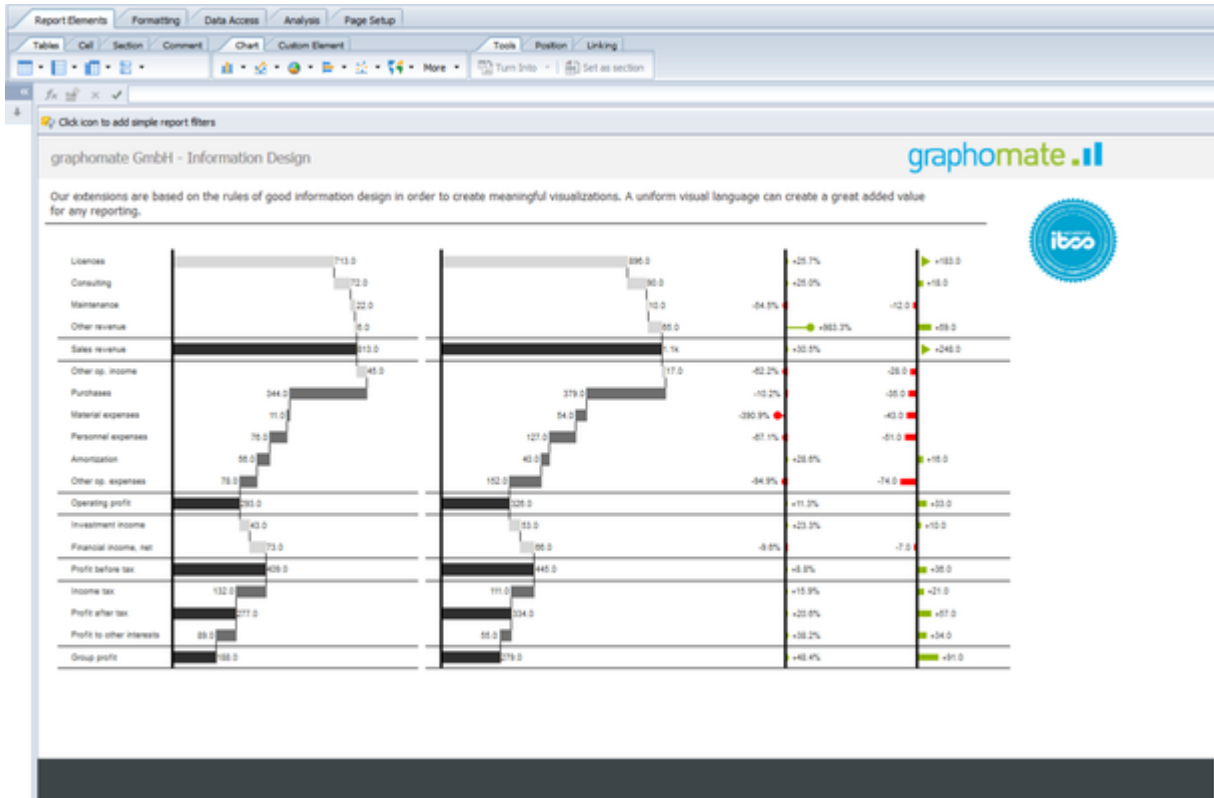 Report Elements Formatting Data Access Analysis Page Setup
Tables Cell Section Comment Chart Custom Element Tools Position Linking
More Turn Into Set as section
Click icon to add simple report filters
graphomate GmbH - Information Design graphomate
Our extensions are based on the rules of good information design in order to create meaningful visualizations. A uniform visual language can create a great added value
for any reporting.
itco
Licences 713.0 896.0 +25.7% +183.0
Consulting 72.0 90.0 +25.0% +18.0
Maintenance 22.0 10.0 -54.5% -12.0
Other revenue 6.0 65.0 +983.3% +59.0
Sales revenue 813.0 1.1k +30.5% +248.0
Other op. income 45.0 17.0 -62.2% -28.0
Purchases 344.0 379.0 -10.2% -35.0
Material expenses 11.0 54.0 -390.9% -43.0
Personnel expenses 76.0 127.0 -67.1% -51.0
Amortization 56.0 40.0 +28.6% +16.0
Other op. expenses 78.0 152.0 -94.9% -74.0
Operating profit 293.0 326.0 +11.3% +33.0
Investment income 43.0 53.0 +23.3% +10.0
Financial income, net 73.0 66.0 -9.6% -7.0
Profit before tax 409.0 445.0 +8.8% +36.0
Income tax 132.0 111.0 +15.9% +21.0
Profit after tax 277.0 334.0 +20.6% +57.0
Profit to other interests 89.0 55.0 +38.2% +34.0
Group profit 188.0 279.0 +48.4% +91.0